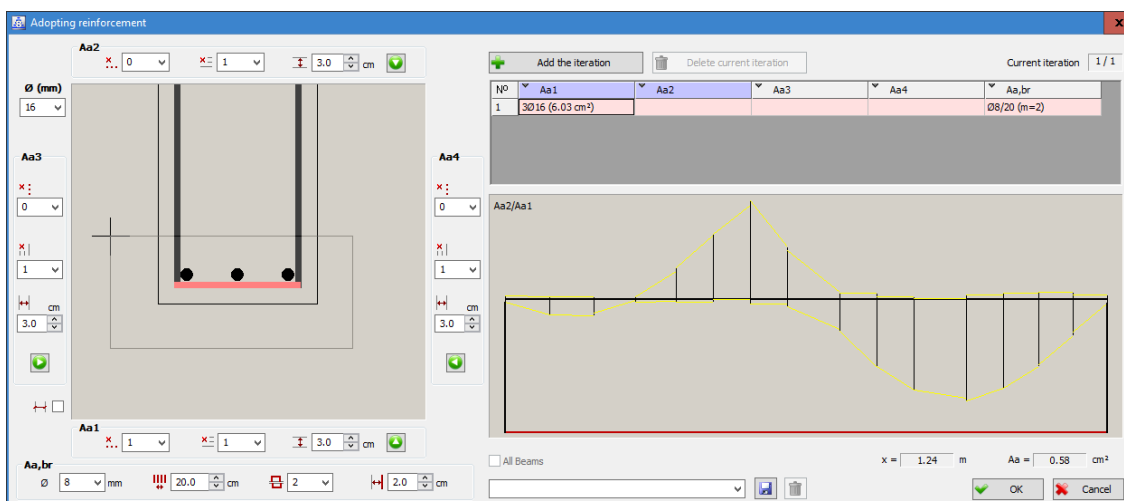 Adopting reinforcement
x
Aa2
0 1 3.0 cm
Ø (mm)
16
Aa3
0
1
cm
3.0
Aa4
0
1
cm
3.0
Aa1
1 1 3.0 cm
Aa,br
Ø 8 mm 20.0 cm 2 2.0 cm
Add the iteration Delete current iteration Current iteration 1 / 1
Nº Aa1 Aa2 Aa3 Aa4 Aa,br
1 3Ø16 (6.03 cm²) Ø8/20 (m=2)
Aa2/Aa1
All Beams x = 1.24 m Aa = 0.58 cm²
OK Cancel